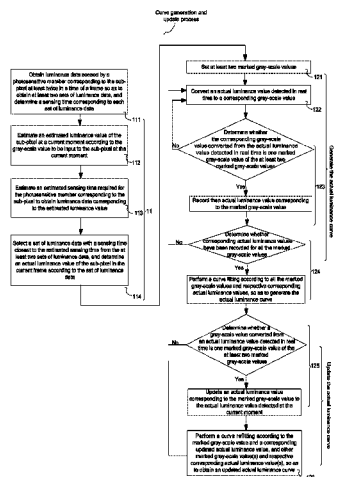 Curve generation and
update process
Obtain luminance data sensed by a
photosensitive member corresponding to the sub-
pixel at least twice in a time of a frame so as to
obtain at least two sets of luminance data, and
determine a sensing time corresponding to each
set of luminance data
111
Estimate an estimated luminance value of the
sub-pixel at a current moment according to the
gray-scale value to be input to the sub-pixel at the
current moment
112
Estimate an estimated sensing time required for
the photosensitive member corresponding to the
sub-pixel to obtain luminance data corresponding
to the estimated luminance value
113
Select a set of luminance data with a sensing time
closest to the estimated sensing time from the at
least two sets of luminance data, and determine
an actual luminance value of the sub-pixel in the
current frame according to the set of luminance
data
114
11
Set at least two marked gray-scale values
121
Convert an actual luminance value detected in real
time to a corresponding gray-scale value
122
Determine whether
the corresponding gray-scale value
converted from the actual luminance
value detected in real time is one marked
gray-scale value of the at least two
marked gray-scale values
No
Yes
Record the actual luminance value corresponding
to the marked gray-scale value
123
Determine whether
corresponding actual luminance values
have been recorded for all the marked
gray-scale values
No
Yes
Perform a curve fitting according to all the marked
gray-scale values and respective corresponding
actual luminance values, so as to generate the
actual luminance curve
124
Generate the actual luminance curve
Determine whether a
gray-scale value converted from
an actual luminance value detected in real
time is one marked gray-scale value of the
at least two marked
gray-scale values
No
Yes
125
Update an actual luminance value
corresponding to the marked gray-scale value to
the actual luminance value detected at the
current moment
Perform a curve refitting according to the
marked gray-scale value and a corresponding
updated actual luminance value, and other
marked gray-scale value(s) and respective
corresponding actual luminance value(s), so as
to obtain an updated actual luminance curve
126
Update the actual luminance curve